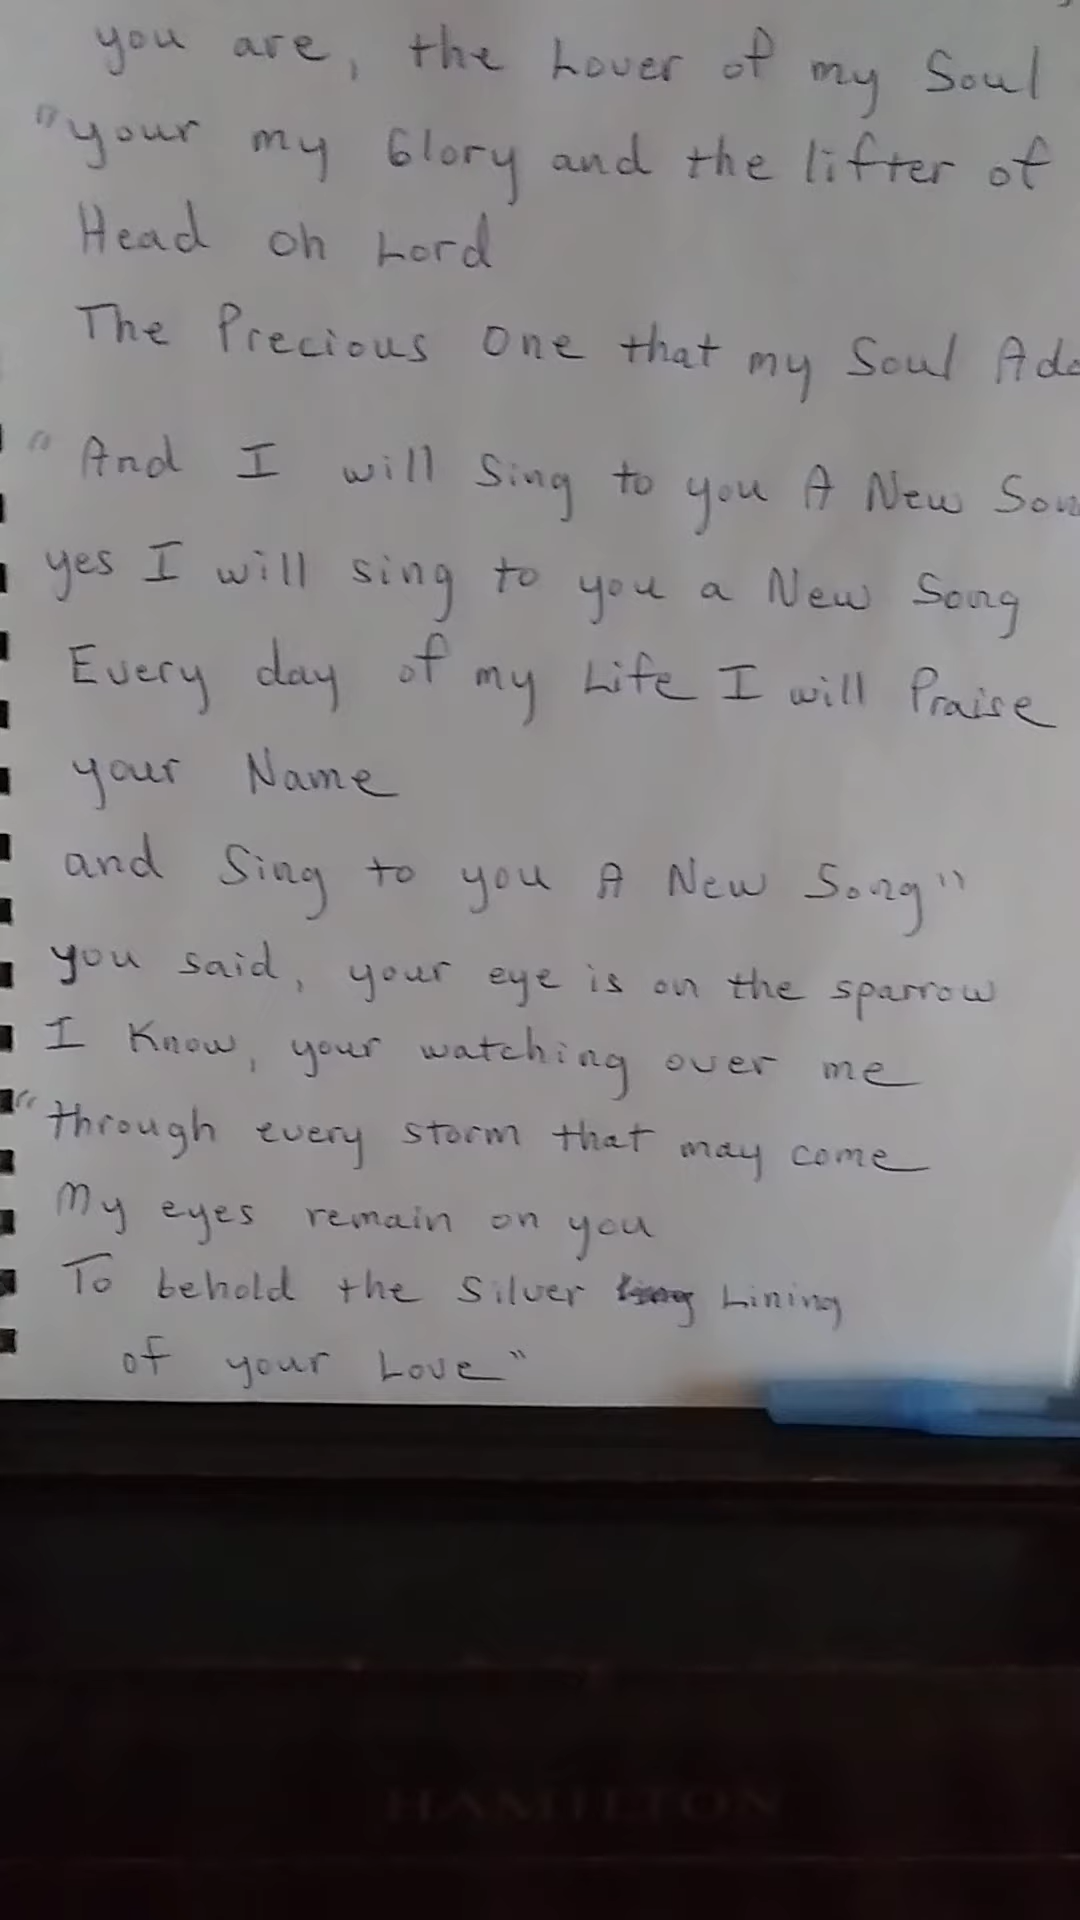 you are, the Lover of my Soul
"your my Glory and the lifter of
Head oh Lord
The Precious One that my Soul
"And I will Sing to you A New
yes I will sing to you a New Song
Every day of my Life I will Praise
your Name
and Sing to you A New Song"
you said, your eye is on the sparrow
I Know, your watching over me
"through every storm that may come
My eyes remain on you
To behold the Silver Lining
of your Love"
HAMILTON